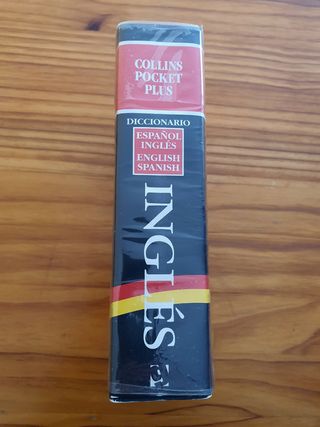 COLLINS
POCKET
PLUS
DICCIONARIO
ESPAÑOL
INGLÉS
ENGLISH
SPANISH
INGLÉS